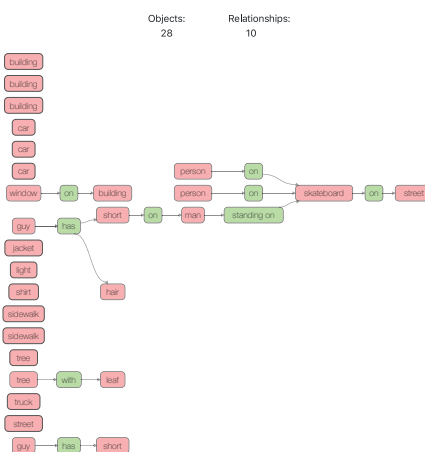 Objects: Relationships:
28 10
building
building
building
car
car
car person on
window on building person on skateboard on street
short on man standing on
guy has
jacket
light
shirt hair
sidewalk
sidewalk
tree
tree with leaf
truck
street
guy has short